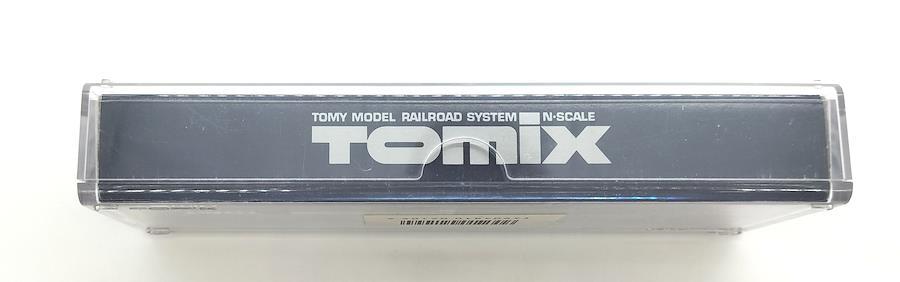 TOMY MODEL RAILROAD SYSTEM N-SCALE
TOMIX